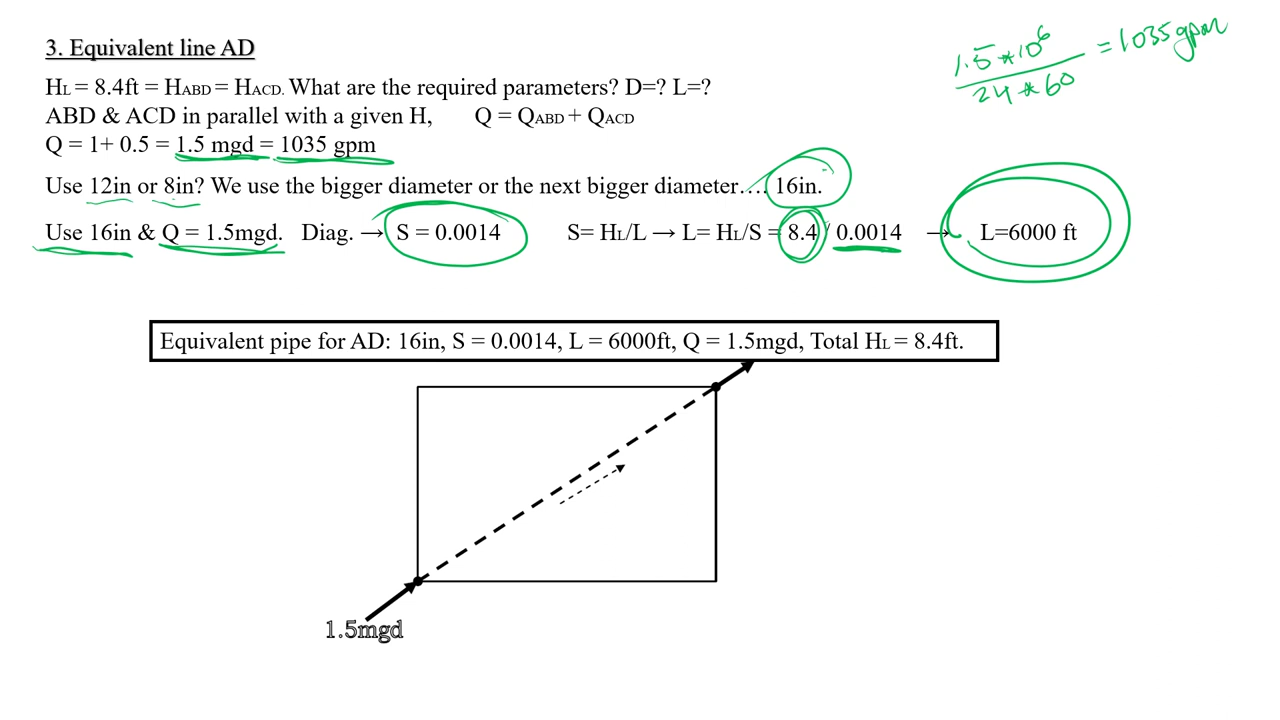 3. Equivalent line AD
1.5*10^6
24*60
=1035gpm
HL = 8.4ft = HABD = HACD. What are the required parameters? D=? L=?
ABD & ACD in parallel with a given H, Q = QABD + QACD
Q = 1+ 0.5 = 1.5 mgd = 1035 gpm
Use 12in or 8in? We use the bigger diameter or the next bigger diameter…. 16in.
Use 16in & Q = 1.5mgd. Diag. → S = 0.0014 S= HL/L → L= HL/S = 8.4/ 0.0014 → L=6000 ft
Equivalent pipe for AD: 16in, S = 0.0014, L = 6000ft, Q = 1.5mgd, Total HL = 8.4ft.
1.5mgd